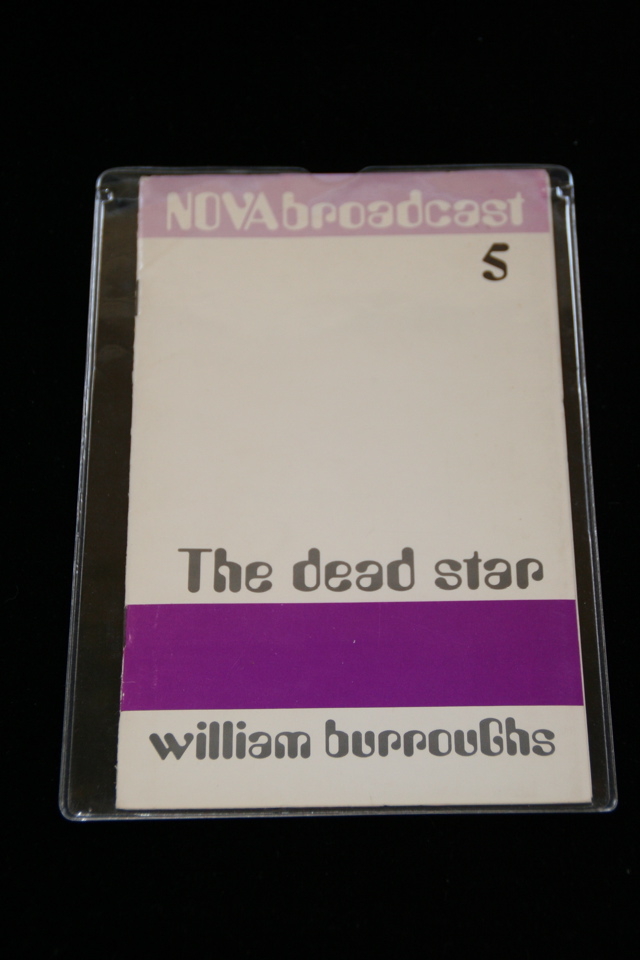 NOVAbroadcast
5
The dead star
william burrouGhs